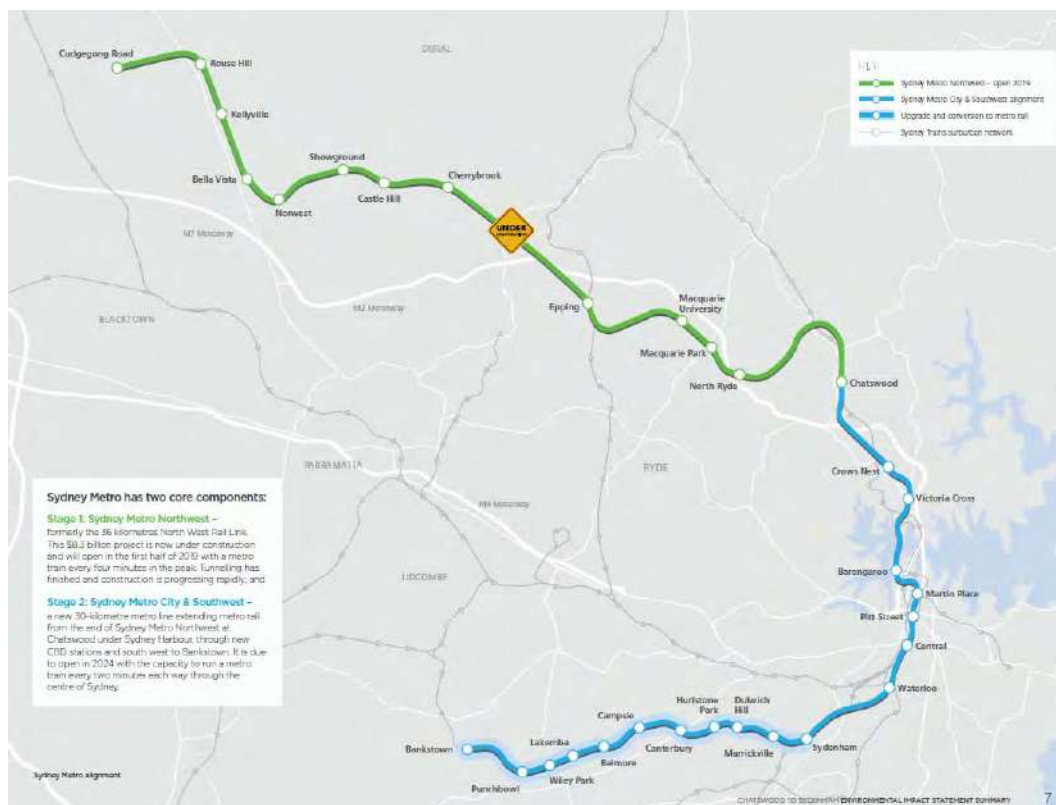 DURAL
Cudgegong Road
Rouse Hill
Kellyville
Bella Vista
Norwest
Showground
Castle Hill
Cherrybrook
UNDER
M7 Motorway
M2 Motorway
BLACKTOWN
Epping
Macquarie
University
Macquarie Park
North Ryde
Chatswood
KEY
Sydney Metro Northwest – open 2019
Sydney Metro City & Southwest alignment
Upgrade and conversion to metro rail
Sydney Trains suburban network
PARRAMATTA
RYDE
M4 Motorway
LIDCOMBE
Crows Nest
Victoria Cross
Barangaroo
Martin Place
Pitt Street
Central
Waterloo
Sydenham
Marrickville
Dulwich
Hill
Hurlstone
Park
Canterbury
Campsie
Belmore
Lakemba
Wiley Park
Punchbowl
Bankstown
Sydney Metro has two core components:
Stage 1: Sydney Metro Northwest –
formerly the 36 kilometres North West Rail Link.
This $8.3 billion project is now under construction
and will open in the first half of 2019 with a metro
train every four minutes in the peak. Tunnelling has
finished and construction is progressing rapidly; and
Stage 2: Sydney Metro City & Southwest –
a new 30-kilometre metro line extending metro rail
from the end of Sydney Metro Northwest at
Chatswood under Sydney Harbour, through new
CBD stations and south west to Bankstown. It is due
to open in 2024 with the capacity to run a metro
train every two minutes each way through the
centre of Sydney.
Sydney Metro alignment
CHATSWOOD TO SYDENHAM ENVIRONMENTAL IMPACT STATEMENT SUMMARY 7